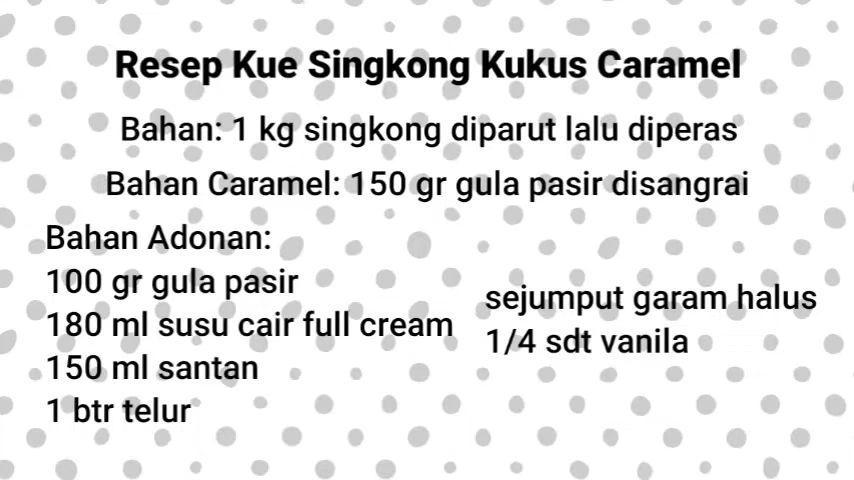 Resep Kue Singkong Kukus Caramel
Bahan: 1 kg singkong diparut lalu diperas
Bahan Caramel: 150 gr gula pasir disangrai
Bahan Adonan:
100 gr gula pasir
180 ml susu cair full cream
150 ml santan
1 btr telur
sejumput garam halus
1/4 sdt vanila